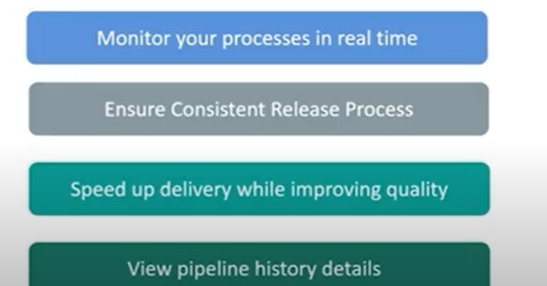 Monitor your processes in real time
Ensure Consistent Release Process
Speed up delivery while improving quality
View pipeline history details